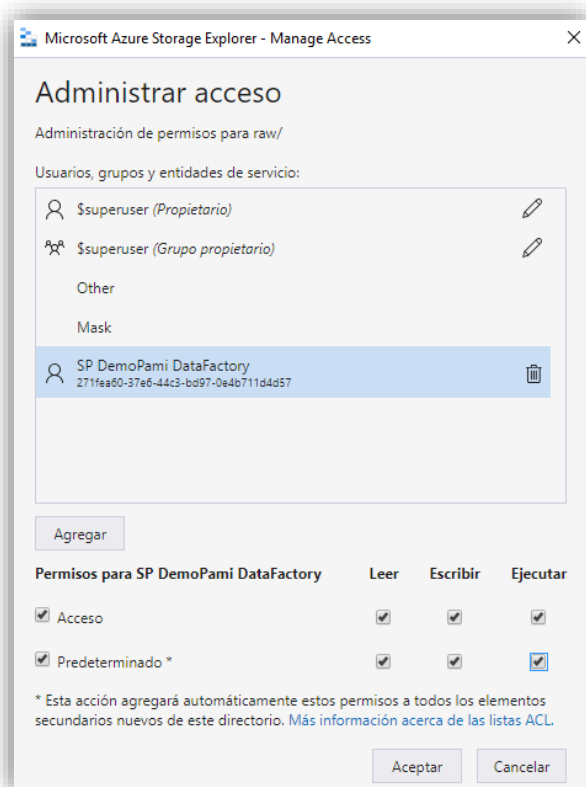 Microsoft Azure Storage Explorer - Manage Access
Administrar acceso
Administración de permisos para raw/
Usuarios, grupos y entidades de servicio:
$superuser (Propietario)
$superuser (Grupo propietario)
Other
Mask
SP DemoPami DataFactory
271fea60-37e6-44c3-bd97-0e4b711d4d57
Agregar
Permisos para SP DemoPami DataFactory Leer Escribir Ejecutar
Acceso
Predeterminado *
* Esta acción agregará automáticamente estos permisos a todos los elementos
secundarios nuevos de este directorio. Más información acerca de las listas ACL.
Aceptar Cancelar